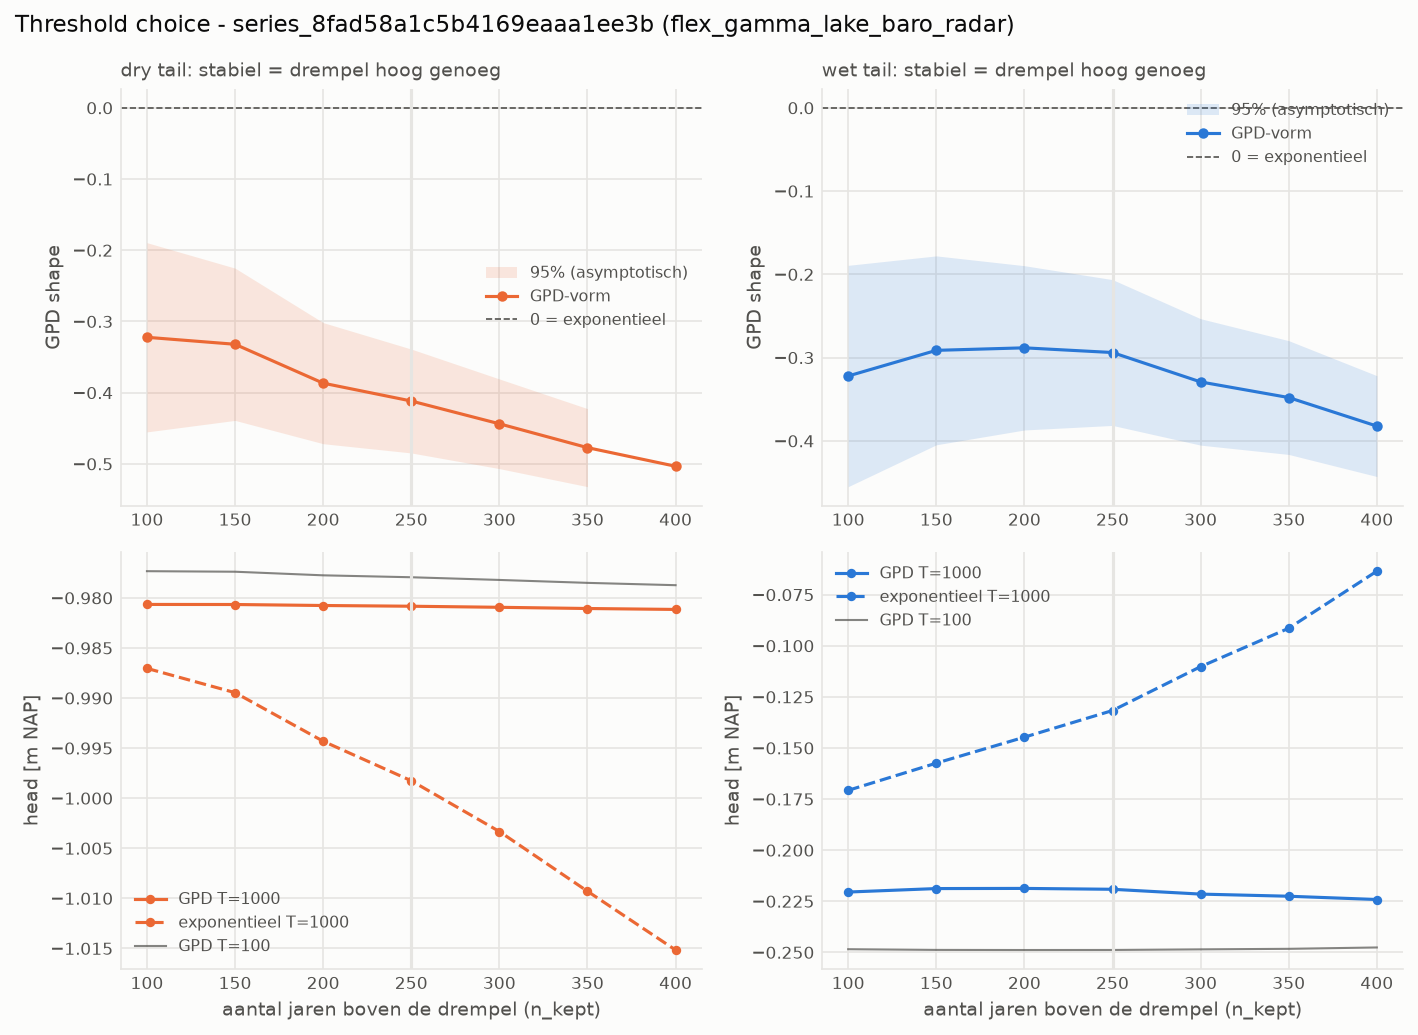 Threshold choice - series_8fad58a1c5b4169eaaa1ee3b (flex_gamma_lake_baro_radar)
dry tail: stabiel = drempel hoog genoeg
GPD shape
0.0
−0.1
−0.2
−0.3
−0.4
−0.5
95% (asymptotisch)
GPD-vorm
0 = exponentieel
100 150 200 250 300 350 400
wet tail: stabiel = drempel hoog genoeg
GPD shape
0.0
−0.1
−0.2
−0.3
−0.4
95% (asymptotisch)
GPD-vorm
0 = exponentieel
100 150 200 250 300 350 400
head [m NAP]
−0.980
−0.985
−0.990
−0.995
−1.000
−1.005
−1.010
−1.015
GPD T=1000
exponentieel T=1000
GPD T=100
100 150 200 250 300 350 400
aantal jaren boven de drempel (n_kept)
head [m NAP]
−0.075
−0.100
−0.125
−0.150
−0.175
−0.200
−0.225
−0.250
GPD T=1000
exponentieel T=1000
GPD T=100
100 150 200 250 300 350 400
aantal jaren boven de drempel (n_kept)